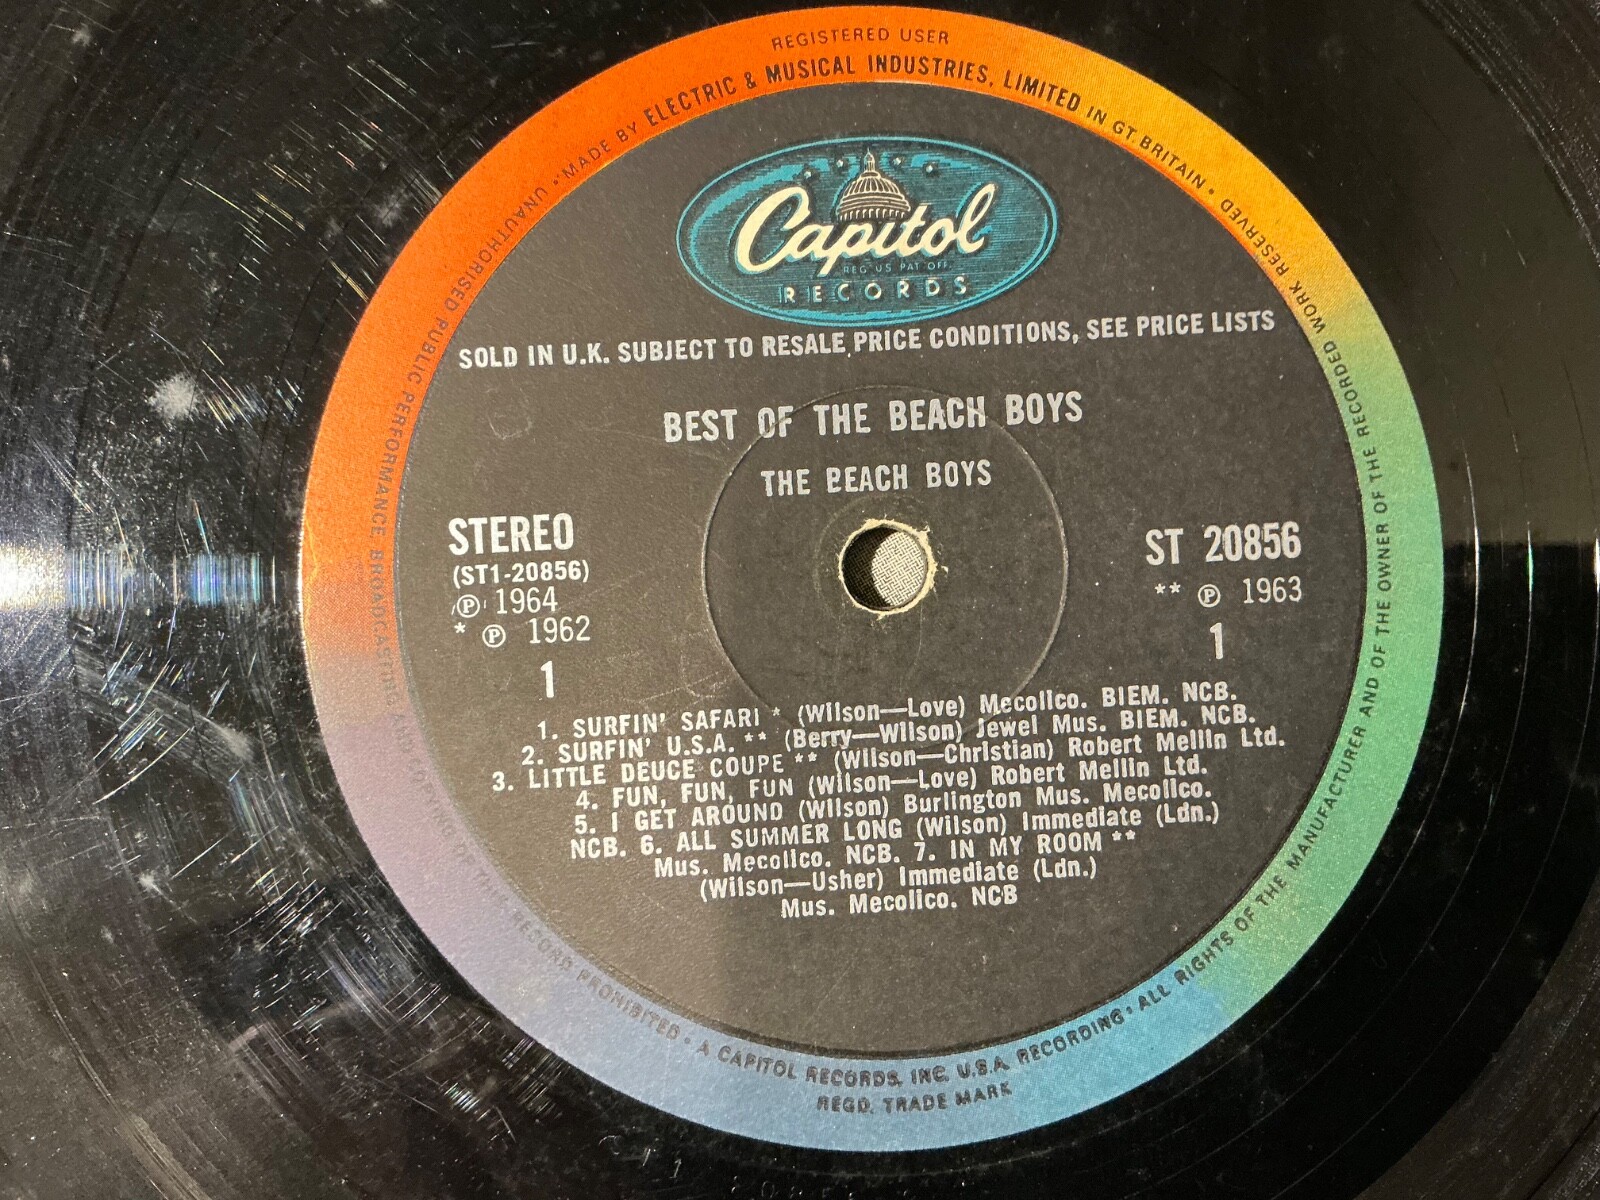 REGISTERED USER
"MADE BY ELECTRIC & MUSICAL INDUSTRIES, LIMITED IN GT. BRITAIN •
Capitol
REG. US PAT. OFF.
RECORDS
SOLD IN U.K. SUBJECT TO RESALE PRICE CONDITIONS, SEE PRICE LISTS
BEST OF THE BEACH BOYS
THE BEACH BOYS
STEREO
(ST1-20856)
Ⓟ 1964
* Ⓟ 1962
1
ST 20856
** Ⓟ 1963
1
1. SURFIN' SAFARI * (Wilson—Love) Mecolico. BIEM. NCB.
2. SURFIN' U.S.A. ** (Berry—Wilson) Jewel Mus. BIEM. NCB.
3. LITTLE DEUCE COUPE ** (Wilson—Christian) Robert Mellin Ltd.
4. FUN, FUN, FUN (Wilson—Love) Robert Mellin Ltd.
5. I GET AROUND (Wilson) Burlington Mus. Mecolico.
NCB. 6. ALL SUMMER LONG (Wilson) Immediate (Ldn.)
Mus. Mecolico. NCB. 7. IN MY ROOM **
(Wilson—Usher) Immediate (Ldn.)
Mus. Mecolico. NCB
ALL RIGHTS OF THE MANUFACTURER AND OF THE OWNER OF THE RECORDED WORK RESERVED •
UNAUTHORISED PUBLIC PERFORMANCE, BROADCASTING AND COPYING OF THIS RECORD PROHIBITED •
A CAPITOL RECORDS, INC. U.S.A. RECORDING •
REGD. TRADE MARK